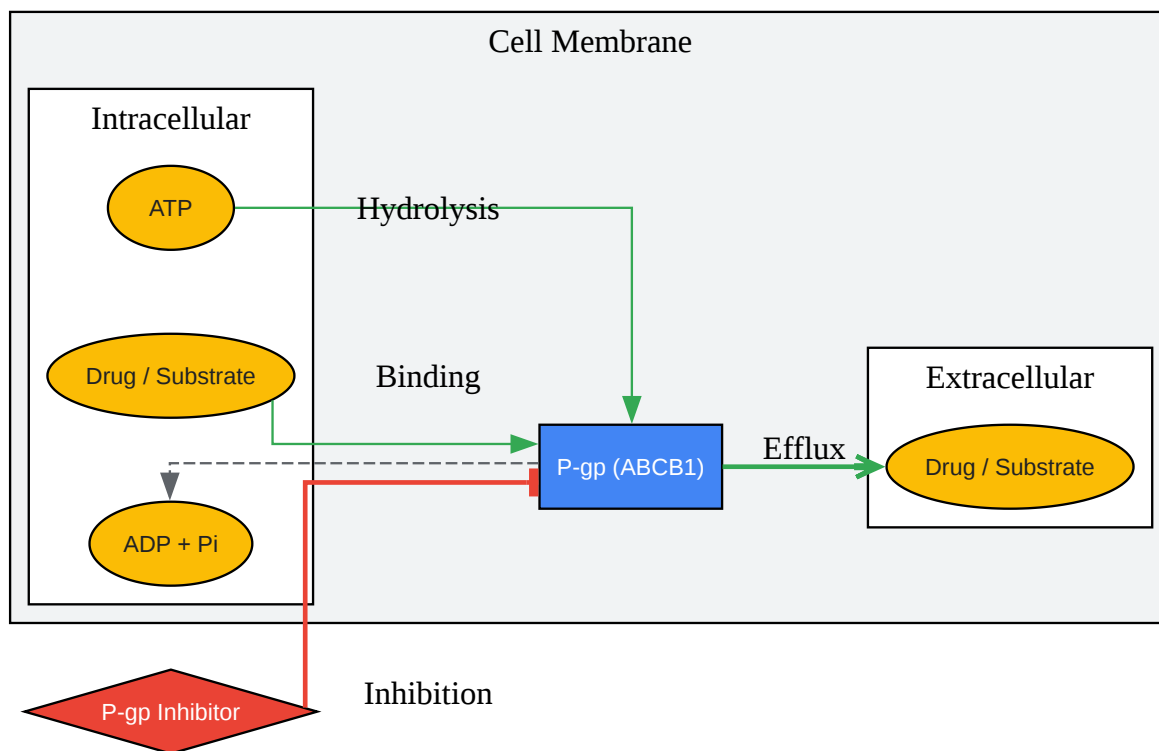 Cell Membrane
Intracellular
ATP
Hydrolysis
Drug / Substrate
Binding
Extracellular
P-gp (ABCB1)
Efflux
Drug / Substrate
ADP + Pi
P-gp Inhibitor
Inhibition